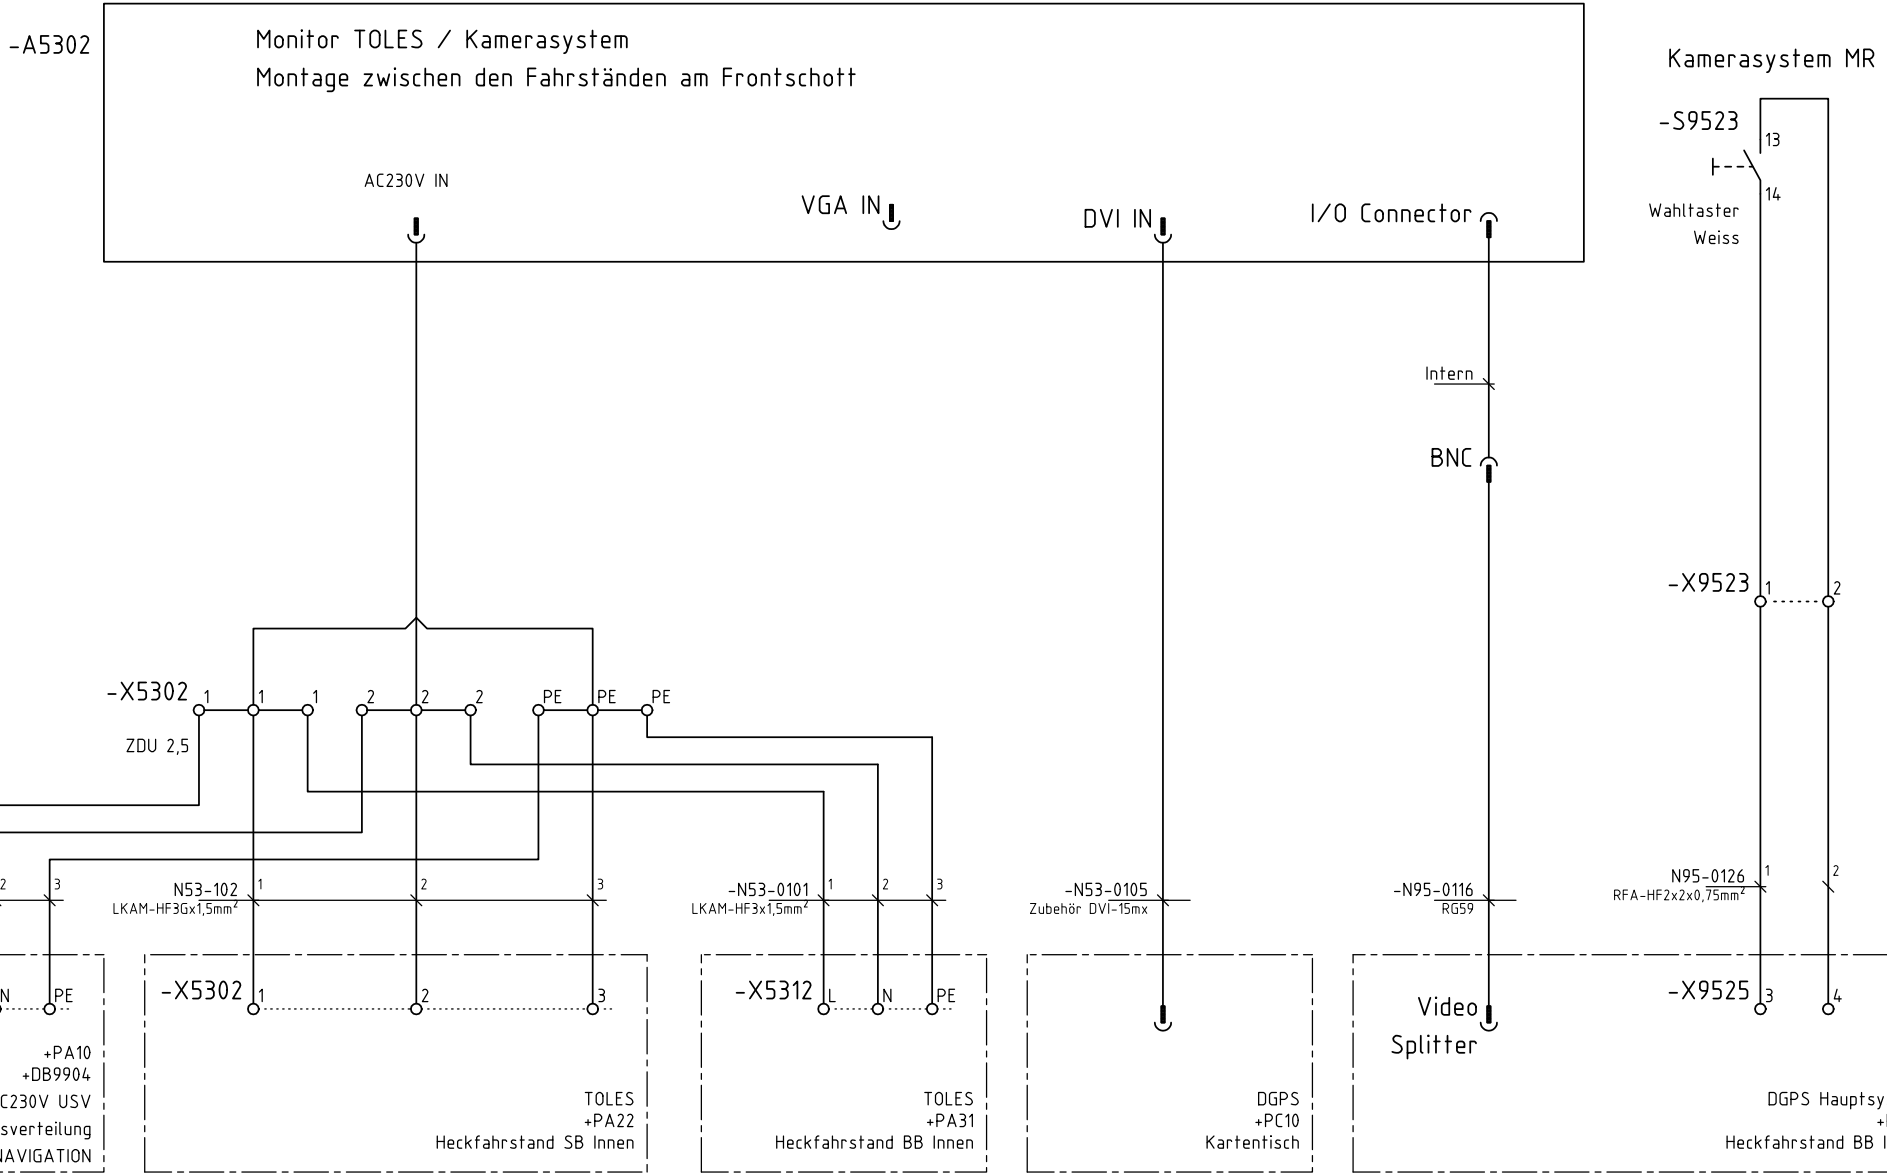 -A5302
Monitor TOLES / Kamerasystem
Montage zwischen den Fahrständen am Frontschott
Kamerasystem MR
-S9523
13
14
Wahltaster
Weiss
AC230V IN
VGA IN
DVI IN
I/O Connector
Intern
BNC
-X9523
1
2
-X5302
1
1
1
2
2
2
PE
PE
PE
ZDU 2,5
2
3
N53-102
1
2
3
LKAM-HF3Gx1,5mm²
-N53-0101
1
2
3
LKAM-HF3x1,5mm²
-N53-0105
Zubehör DVI-15mx
-N95-0116
RG59
N95-0126
1
2
RFA-HF2x2x0,75mm²
N
PE
-X5302
1
2
3
-X5312
L
N
PE
Video
Splitter
-X9525
3
4
+PA10
+DB9904
C230V USV
sverteilung
NAVIGATION
TOLES
+PA22
Heckfahrstand SB Innen
TOLES
+PA31
Heckfahrstand BB Innen
DGPS
+PC10
Kartentisch
DGPS Hauptsy
Heckfahrstand BB I